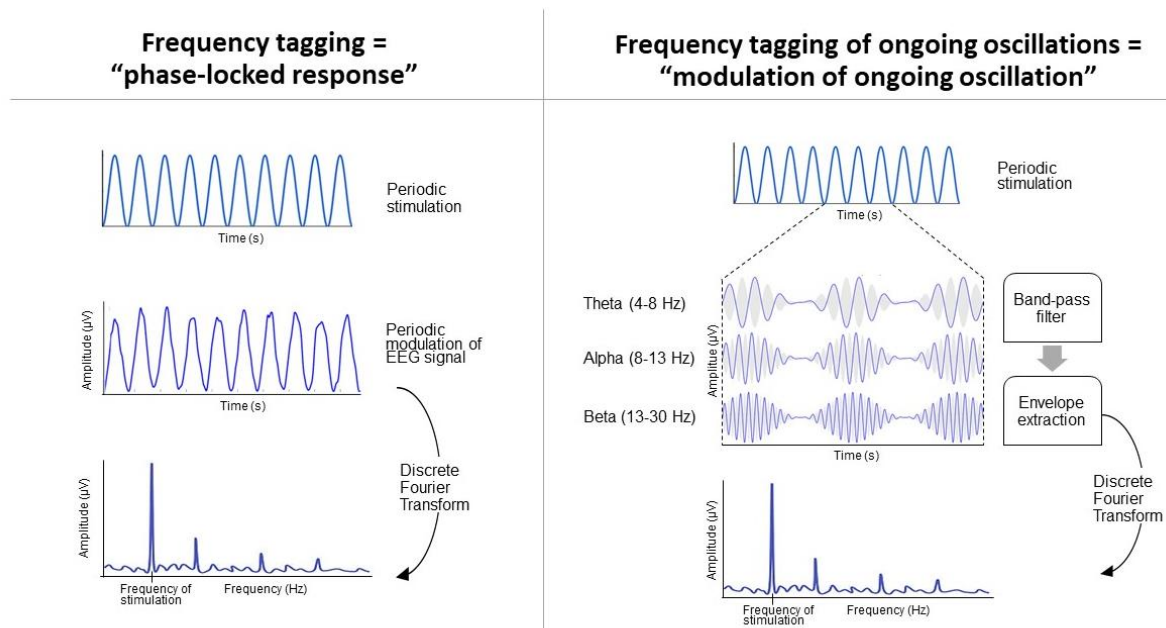 Frequency tagging =
“phase-locked response”
Periodic
stimulation
Time (s)
Amplitude (µV)
Periodic
modulation of
EEG signal
Time (s)
Discrete
Fourier
Transform
Amplitude (µV)
Frequency of
stimulation
Frequency (Hz)
Frequency tagging of ongoing oscillations =
“modulation of ongoing oscillation”
Periodic
stimulation
Time (s)
Theta (4-8 Hz)
Alpha (8-13 Hz)
Beta (13-30 Hz)
Amplitue (µV)
Time (s)
Band-pass
filter
Envelope
extraction
Discrete
Fourier
Transform
Amplitude (µV)
Frequency of
stimulation
Frequency (Hz)